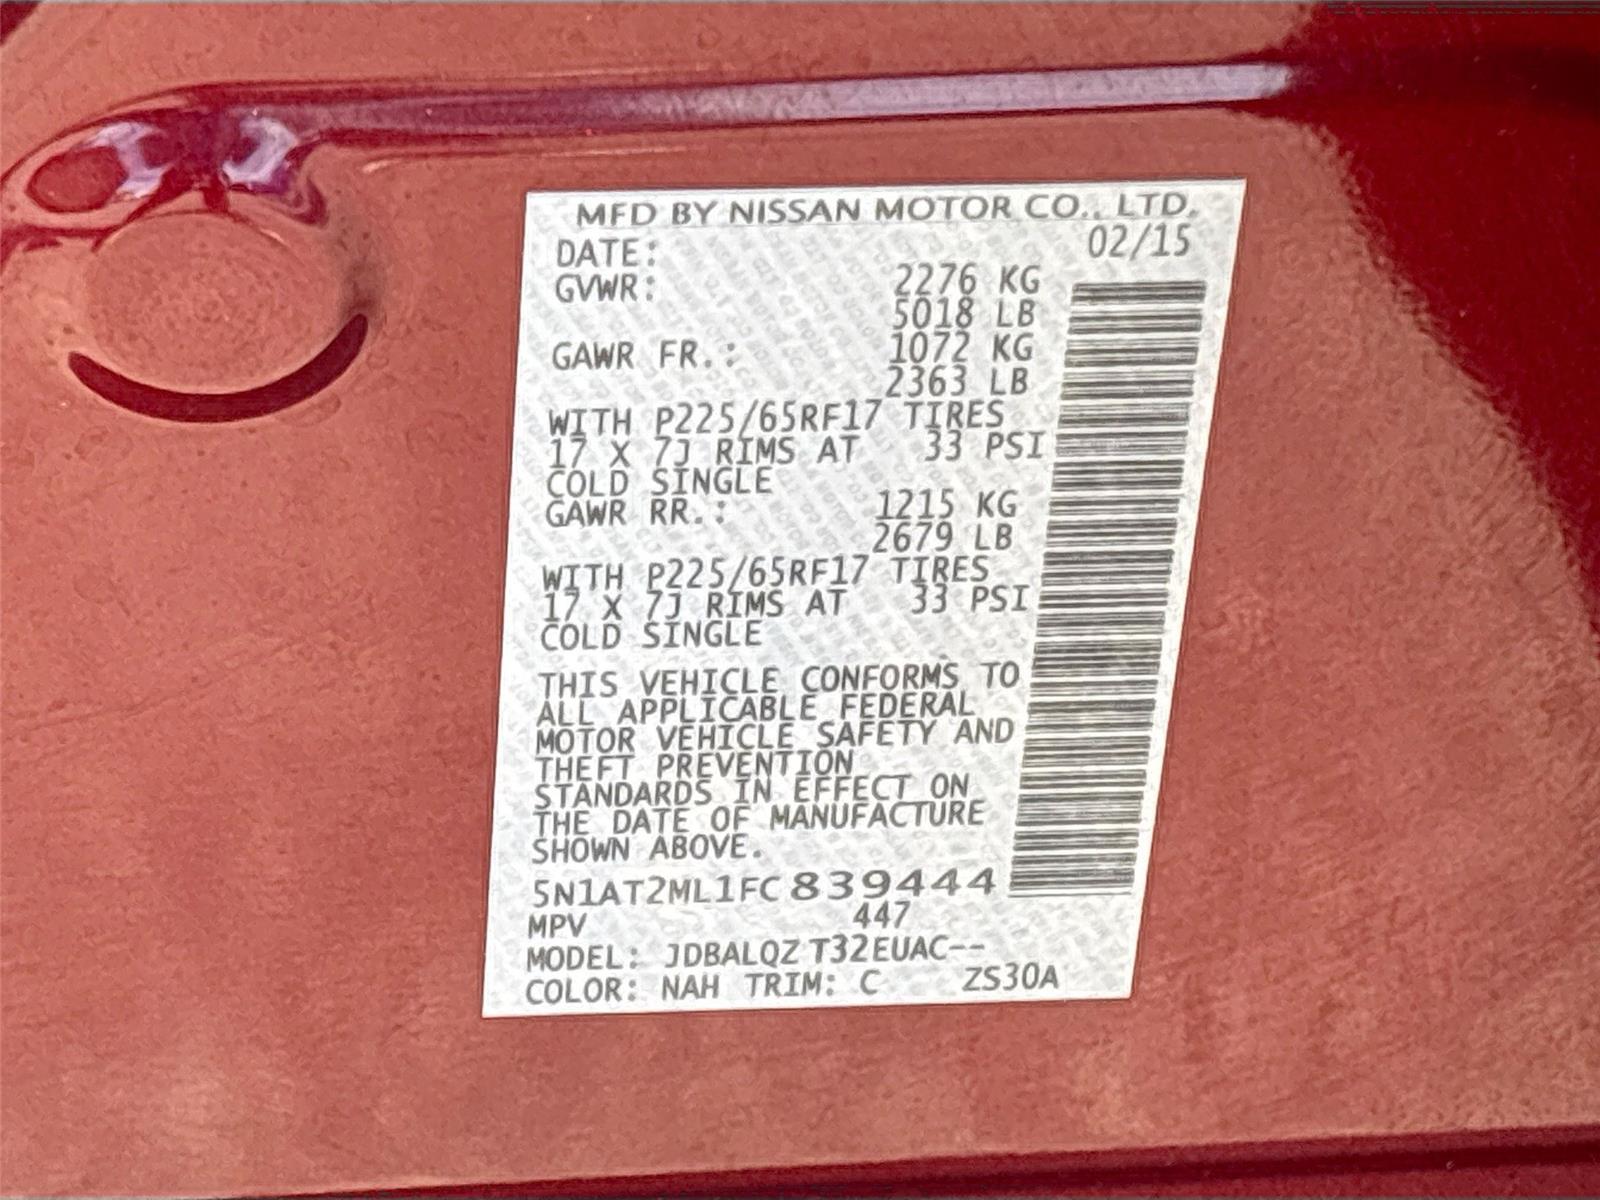 MFD BY NISSAN MOTOR CO., LTD.
DATE: 02/15
GVWR: 2276 KG
5018 LB
GAWR FR.: 1072 KG
2363 LB
WITH P225/65RF17 TIRES
17 X 7J RIMS AT 33 PSI
COLD SINGLE
GAWR RR.: 1215 KG
2679 LB
WITH P225/65RF17 TIRES
17 X 7J RIMS AT 33 PSI
COLD SINGLE
THIS VEHICLE CONFORMS TO
ALL APPLICABLE FEDERAL
MOTOR VEHICLE SAFETY AND
THEFT PREVENTION
STANDARDS IN EFFECT ON
THE DATE OF MANUFACTURE
SHOWN ABOVE.
5N1AT2ML1FC839444
MPV 447
MODEL: JDBALQZ T32EUAC--
COLOR: NAH TRIM: C ZS30A